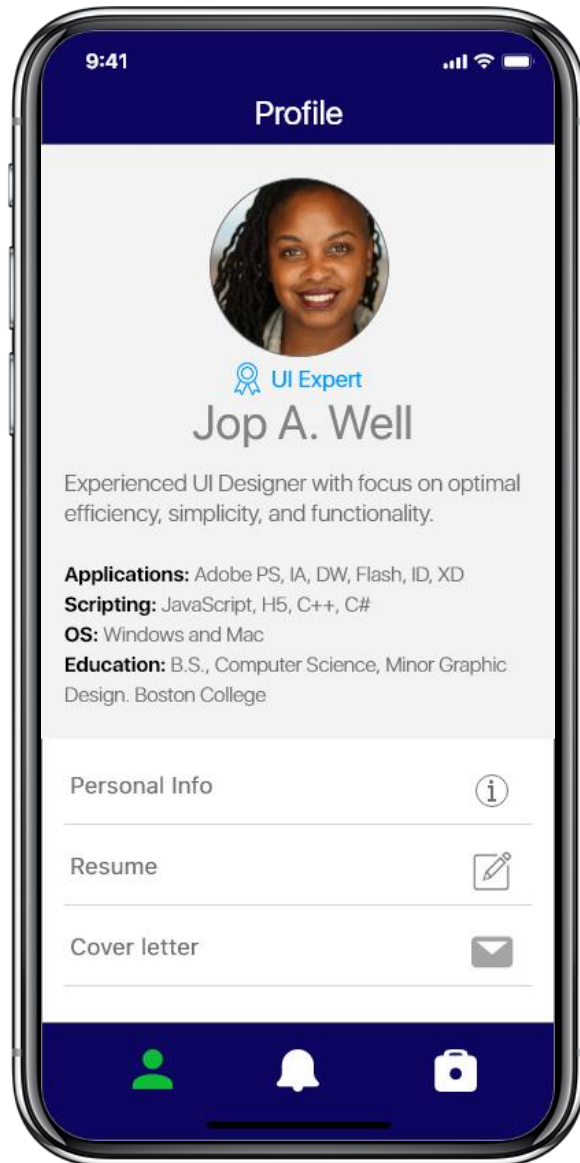 9:41
Profile
UI Expert
Jop A. Well
Experienced UI Designer with focus on optimal
efficiency, simplicity, and functionality.
Applications: Adobe PS, IA, DW, Flash, ID, XD
Scripting: JavaScript, H5, C++, C#
OS: Windows and Mac
Education: B.S., Computer Science, Minor Graphic
Design. Boston College
Personal Info
Resume
Cover letter